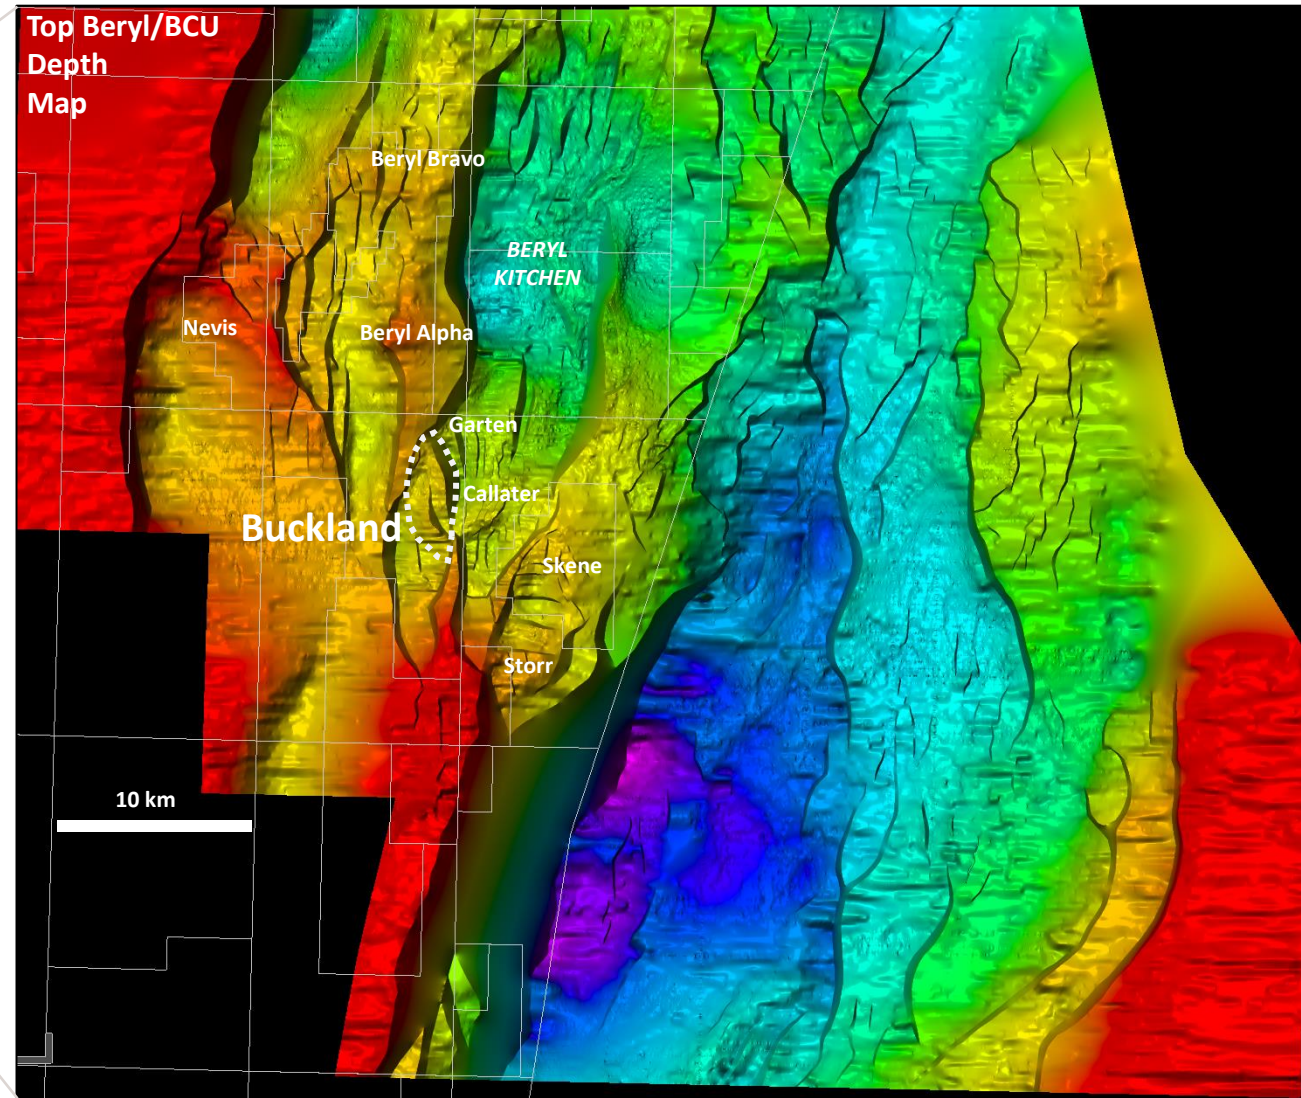 Top Beryl/BCU
Depth
Map
Beryl Bravo
BERYL
KITCHEN
Nevis
Beryl Alpha
Garten
Callater
Buckland
Skene
Storr
10 km